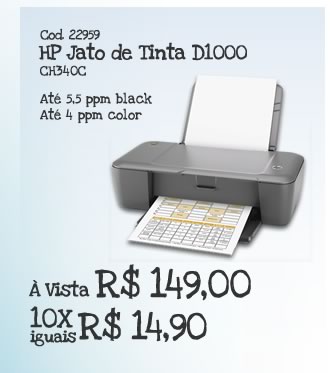 Cod. 22959
HP Jato de Tinta D1000
CH340C
Até 5.5 ppm black
Até 4 ppm color
À Vista R$ 149,00
10X iguais R$ 14,90